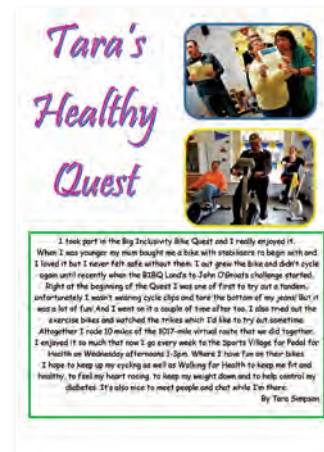 Tara's
Healthy
Quest
I took part in the Big Inclusivity Bike Quest and I really enjoyed it.
When I was younger my mum bought me a bike with stabilisers to begin with and
I loved it but I never felt safe without them. I out grew the bike and didn't cycle
again until recently when the BIBQ Land's to John O'Groats challenge started.
Right at the beginning of the Quest I was one of first to try out a tandem,
unfortunately I wasn't wearing cycle clips and tore the bottom of my jeans! But it
was a lot of fun! And I went on it a couple of time after too. I also tried out the
exercise bikes and watched the trikes which I'd like to try out sometime.
Altogether I rode 10 miles of the 1017-mile virtual route that we did together.
I enjoyed it so much that now I go every week to the Sports Village for Pedal for
Health on Wednesday afternoons 1-3pm. Where I have fun on their bikes
I hope to keep up my cycling as well as Walking for Health to keep me fit and
healthy, to feel my heart racing, to keep my weight down and to help control my
diabetes. It's also nice to meet people and chat while I'm there.
By Tara Simpson